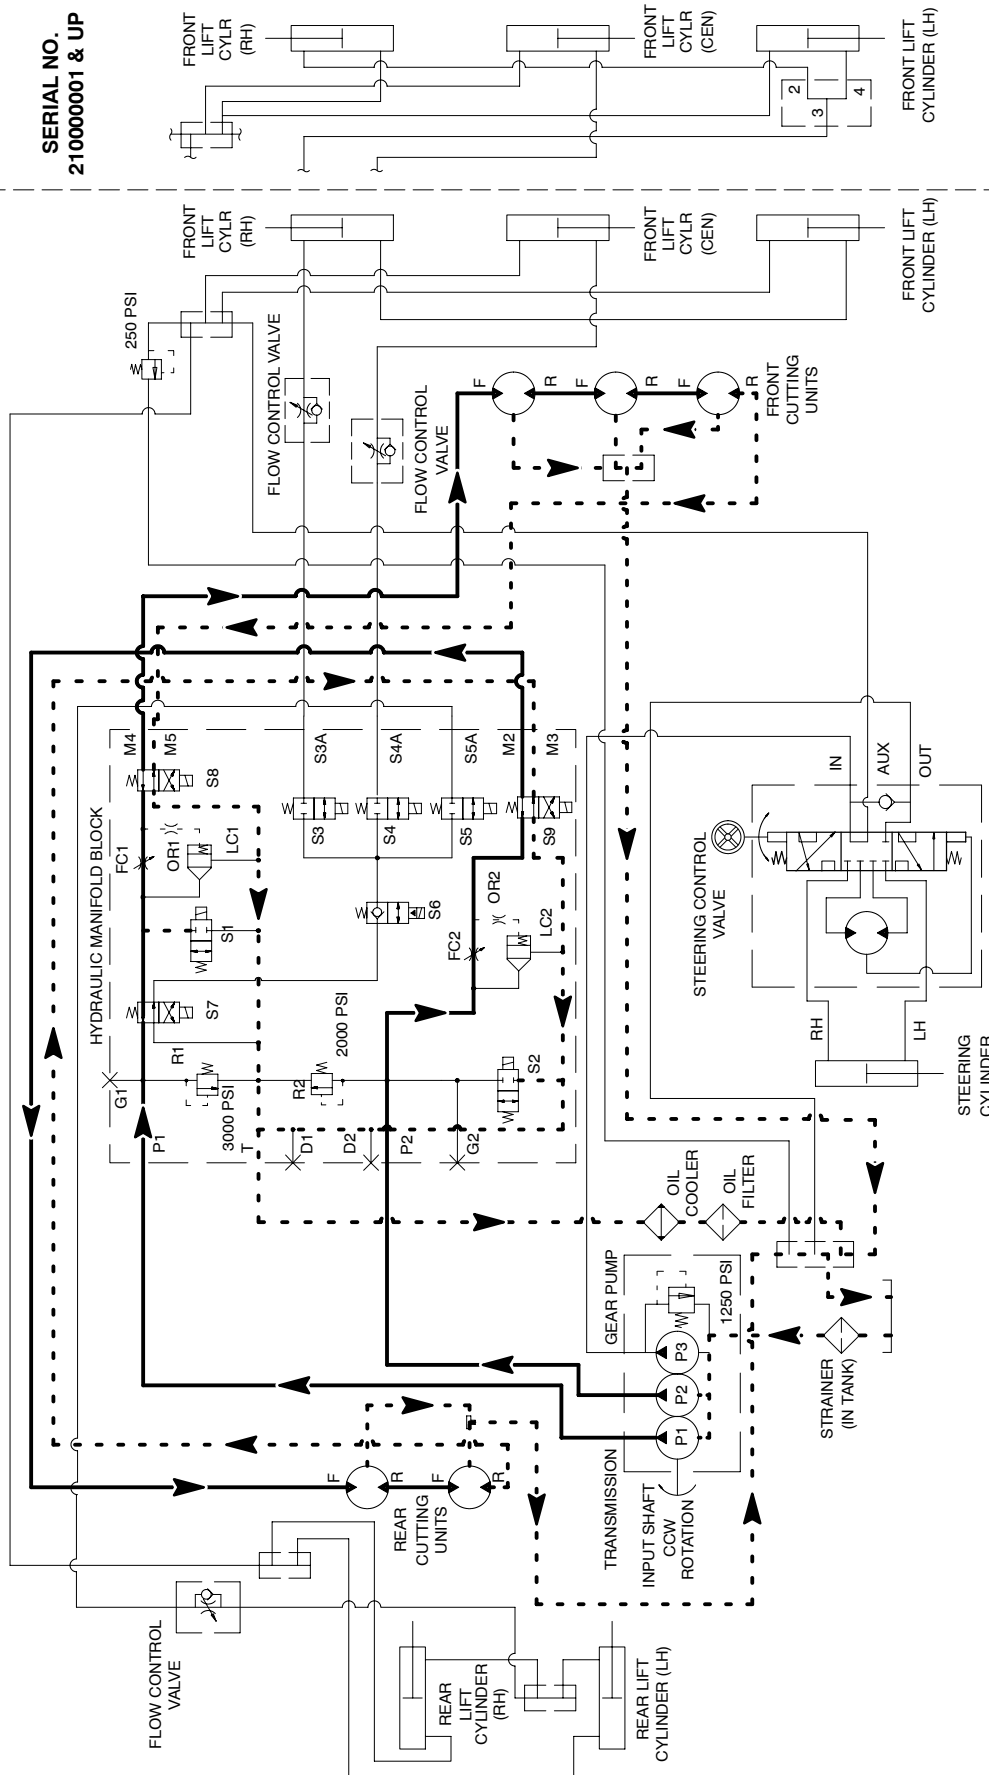 SERIAL NO.
210000001 & UP
FRONT
LIFT
CYLR
(RH)
FRONT
LIFT
CYLR
(CEN)
FRONT LIFT
CYLINDER (LH)
2
3
4
FRONT
LIFT
CYLR
(RH)
FRONT
LIFT
CYLR
(CEN)
FRONT LIFT
CYLINDER (LH)
250 PSI
FLOW CONTROL VALVE
FLOW CONTROL
VALVE
F
R
F
R
F
R
FRONT
CUTTING
UNITS
HYDRAULIC MANIFOLD BLOCK
M4
M5
S3A
S4A
S5A
M2
M3
S8
S3
S4
S5
S9
FC1
OR1
LC1
S1
S6
FC2
OR2
LC2
S7
R1
R2
2000 PSI
3000 PSI
S2
G1
P1
T
D1
D2
P2
G2
IN
AUX
OUT
STEERING CONTROL
VALVE
RH
LH
STEERING
CYLINDER
OIL
COOLER
OIL
FILTER
GEAR PUMP
1250 PSI
P3
P2
P1
STRAINER
(IN TANK)
TRANSMISSION
INPUT SHAFT
CCW
ROTATION
F
R
F
R
REAR
CUTTING
UNITS
FLOW CONTROL
VALVE
REAR
LIFT
CYLINDER
(RH)
REAR LIFT
CYLINDER (LH)